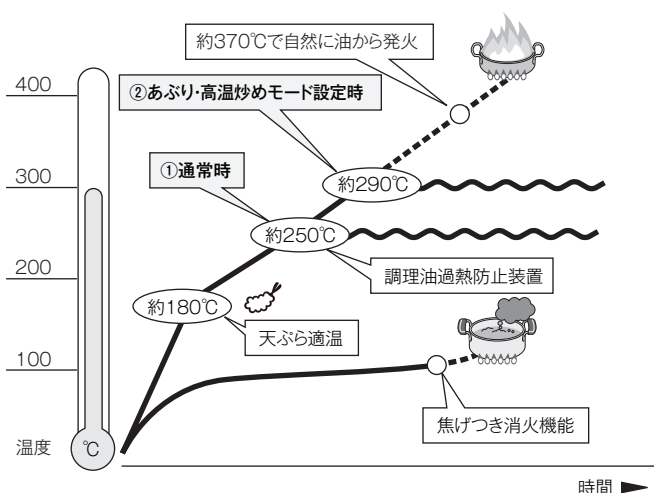 約370℃で自然に油から発火
400
②あぶり・高温炒めモード設定時
①通常時
300
約290℃
約250℃
200
調理油過熱防止装置
約180℃
天ぷら適温
100
焦げつき消火機能
温度
℃
時間